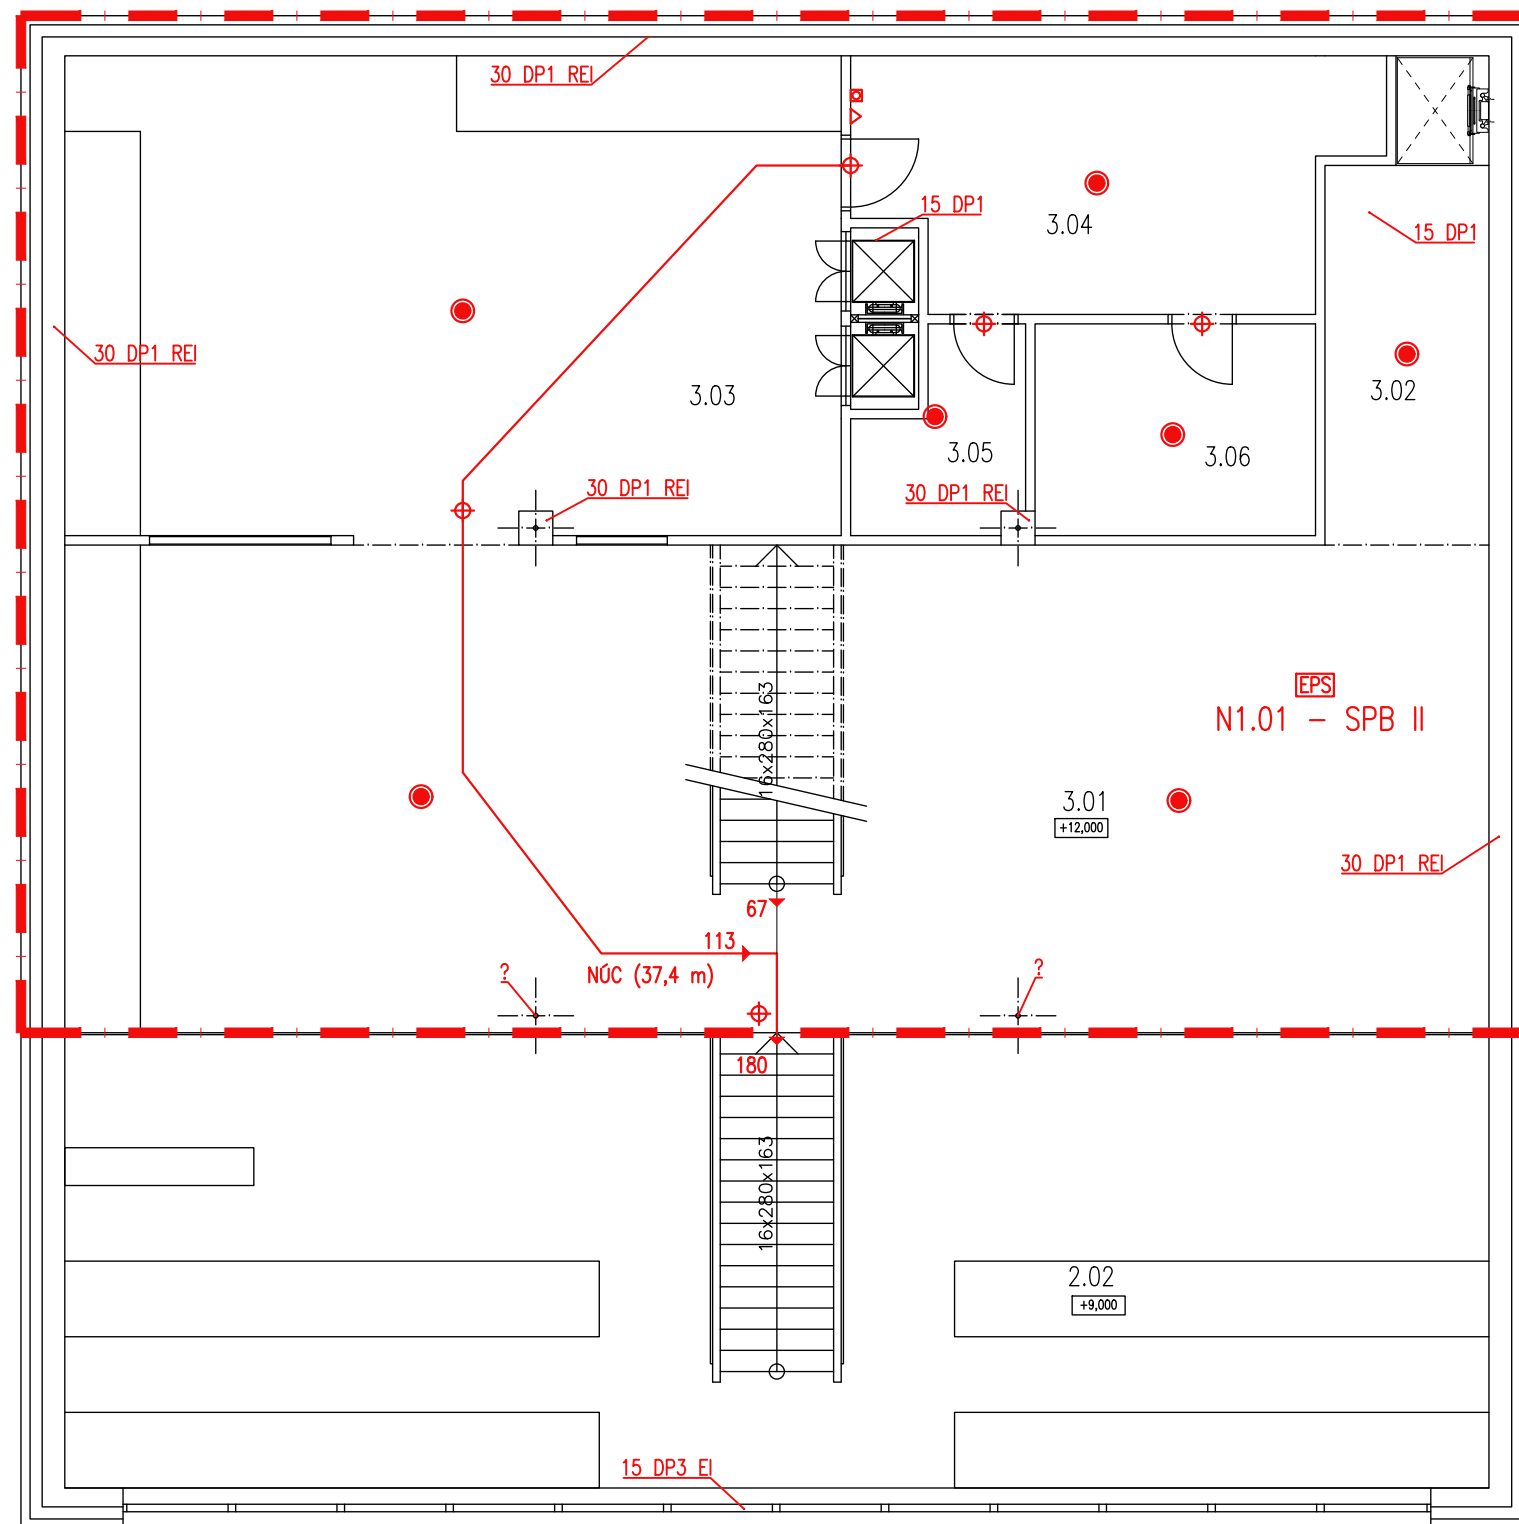 30 DP1 REI
15 DP1
3.04
15 DP1
30 DP1 REI
3.03
3.02
3.05
3.06
30 DP1 REI
30 DP1 REI
EPS
N1.01 – SPB II
16x280x163
3.01
+12,000
30 DP1 REI
67
113
NÚC (37,4 m)
?
?
180
16x280x163
2.02
+9,000
15 DP3 EI